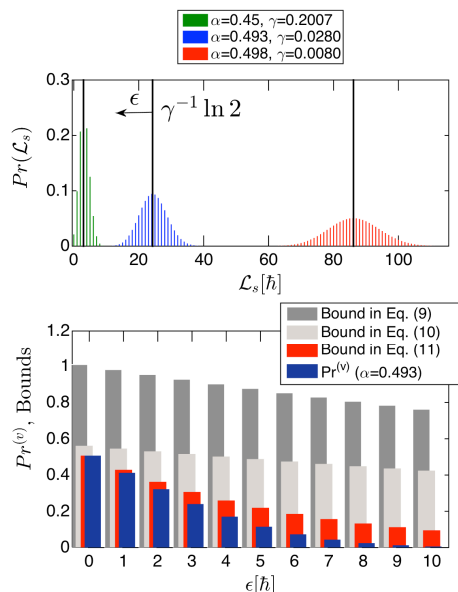 α=0.45, γ=0.2007
α=0.493, γ=0.0280
α=0.498, γ=0.0080
0.3
0.2
0.1
0
Pr(ℒₛ)
ϵ
γ⁻¹ ln 2
0 20 40 60 80 100
ℒₛ[ħ]
Bound in Eq. (9)
Bound in Eq. (10)
Bound in Eq. (11)
Pr⁽ᵛ⁾ (α=0.493)
1.2
1
0.8
0.6
0.4
0.2
0
Pr⁽ᵛ⁾, Bounds
0 1 2 3 4 5 6 7 8 9 10
ϵ[ħ]